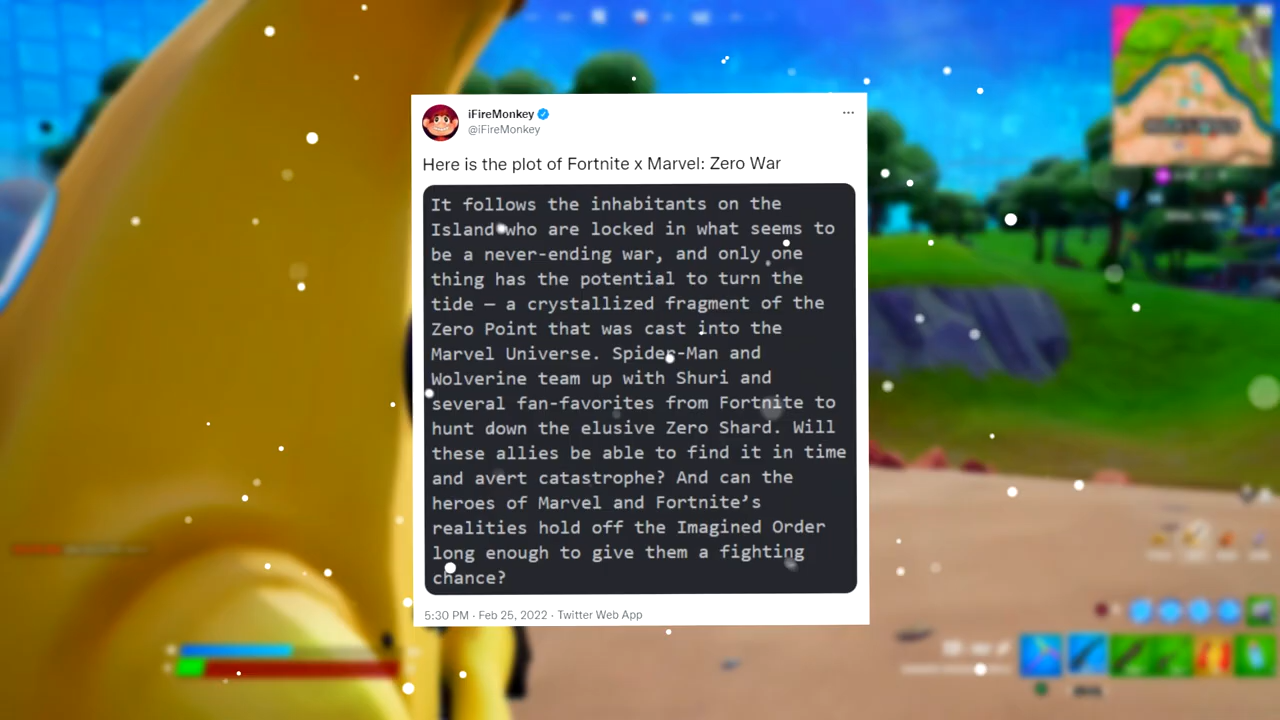 iFireMonkey
@iFireMonkey
Here is the plot of Fortnite x Marvel: Zero War
It follows the inhabitants on the
Island who are locked in what seems to
be a never-ending war, and only one
thing has the potential to turn the
tide — a crystallized fragment of the
Zero Point that was cast into the
Marvel Universe. Spider-Man and
Wolverine team up with Shuri and
several fan-favorites from Fortnite to
hunt down the elusive Zero Shard. Will
these allies be able to find it in time
and avert catastrophe? And can the
heroes of Marvel and Fortnite’s
realities hold off the Imagined Order
long enough to give them a fighting
chance?
5:30 PM · Feb 25, 2022 · Twitter Web App